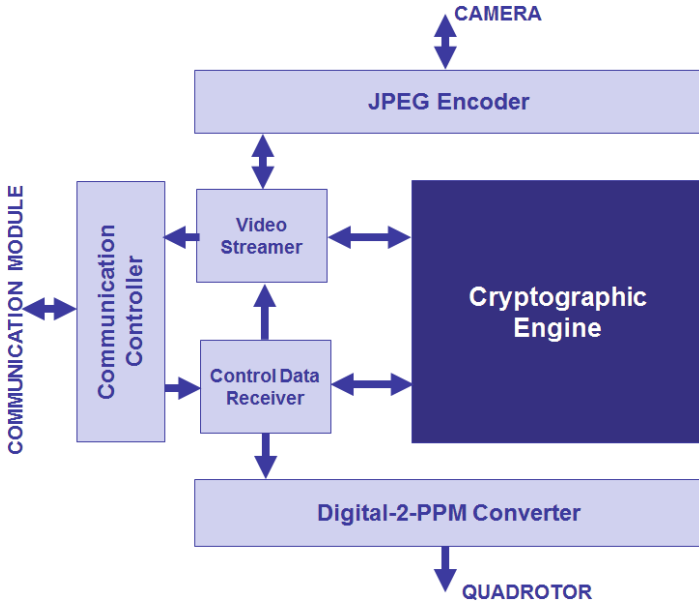 CAMERA
JPEG Encoder
COMMUNICATION MODULE
Communication
Controller
Video
Streamer
Cryptographic
Engine
Control Data
Receiver
Digital-2-PPM Converter
QUADROTOR